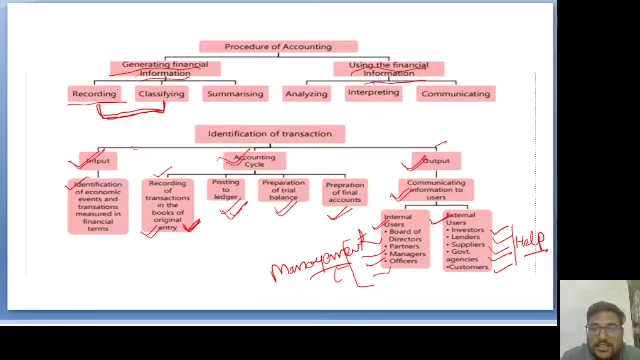 Procedure of Accounting
Generating financial
Information
Using the financial
Information
Recording
Classifying
Summarising
Analyzing
Interpreting
Communicating
Identification of transaction
Input
Accounting
Cycle
Output
Identification
of economic
events and
transations
measured in
financial
terms
Recording
of
transactions in
the books of
original
entry
Posting
to
ledger
Preparation
of trial
balance
Prepration
of final
accounts
Communicating
information to
users
Internal
Users
• Board of
Directors
• Partners
• Managers
• Officers
External
Users
• Investors
• Lenders
• Suppliers
• Govt.
agencies
•Customers
Management
Help